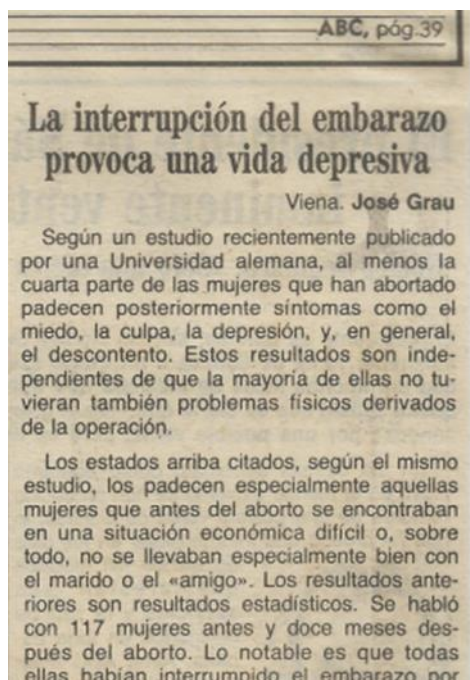 ABC, pág. 39
La interrupción del embarazo
provoca una vida depresiva
Viena. José Grau
Según un estudio recientemente publicado
por una Universidad alemana, al menos la
cuarta parte de las mujeres que han abortado
padecen posteriormente síntomas como el
miedo, la culpa, la depresión, y, en general,
el descontento. Estos resultados son inde-
pendientes de que la mayoría de ellas no tu-
vieran también problemas físicos derivados
de la operación.
Los estados arriba citados, según el mismo
estudio, los padecen especialmente aquellas
mujeres que antes del aborto se encontraban
en una situación económica difícil o, sobre
todo, no se llevaban especialmente bien con
el marido o el «amigo». Los resultados ante-
riores son resultados estadísticos. Se habló
con 117 mujeres antes y doce meses des-
pués del aborto. Lo notable es que todas
ellas habían interrumpido el embarazo por